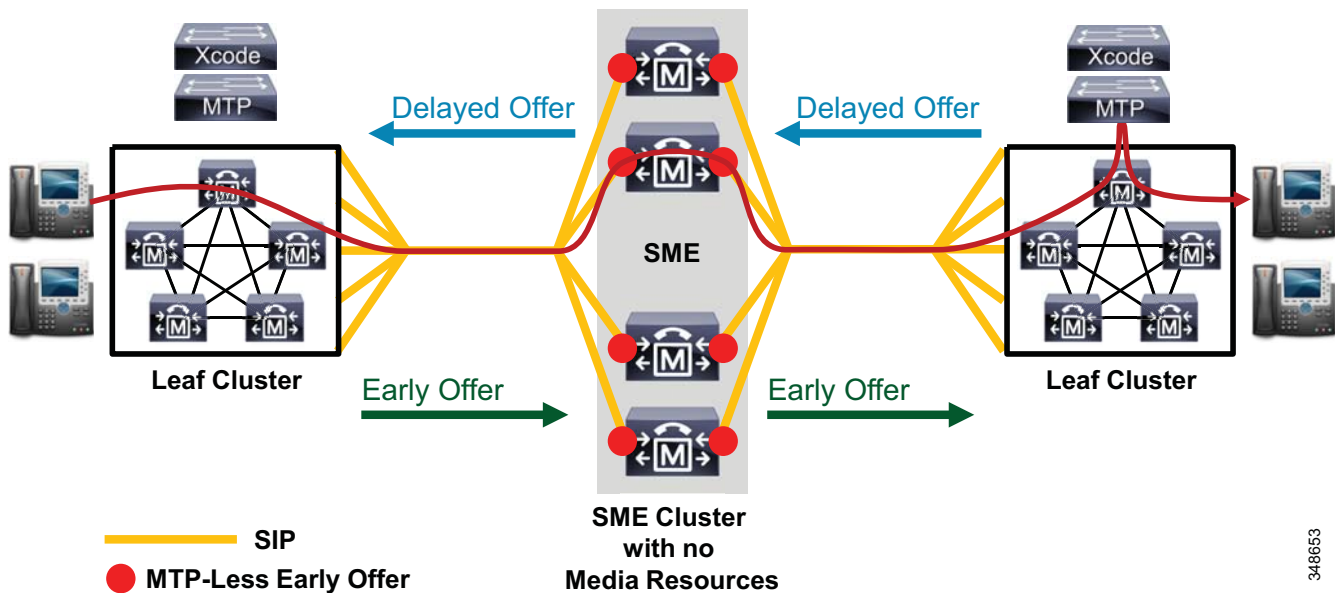 Xcode
MTP
Xcode
MTP
Delayed Offer
Delayed Offer
M
M
M
M
M
M
M
SME
M
M
M
M
M
M
M
Leaf Cluster
Leaf Cluster
Early Offer
Early Offer
SME Cluster
with no
Media Resources
SIP
MTP-Less Early Offer
348653